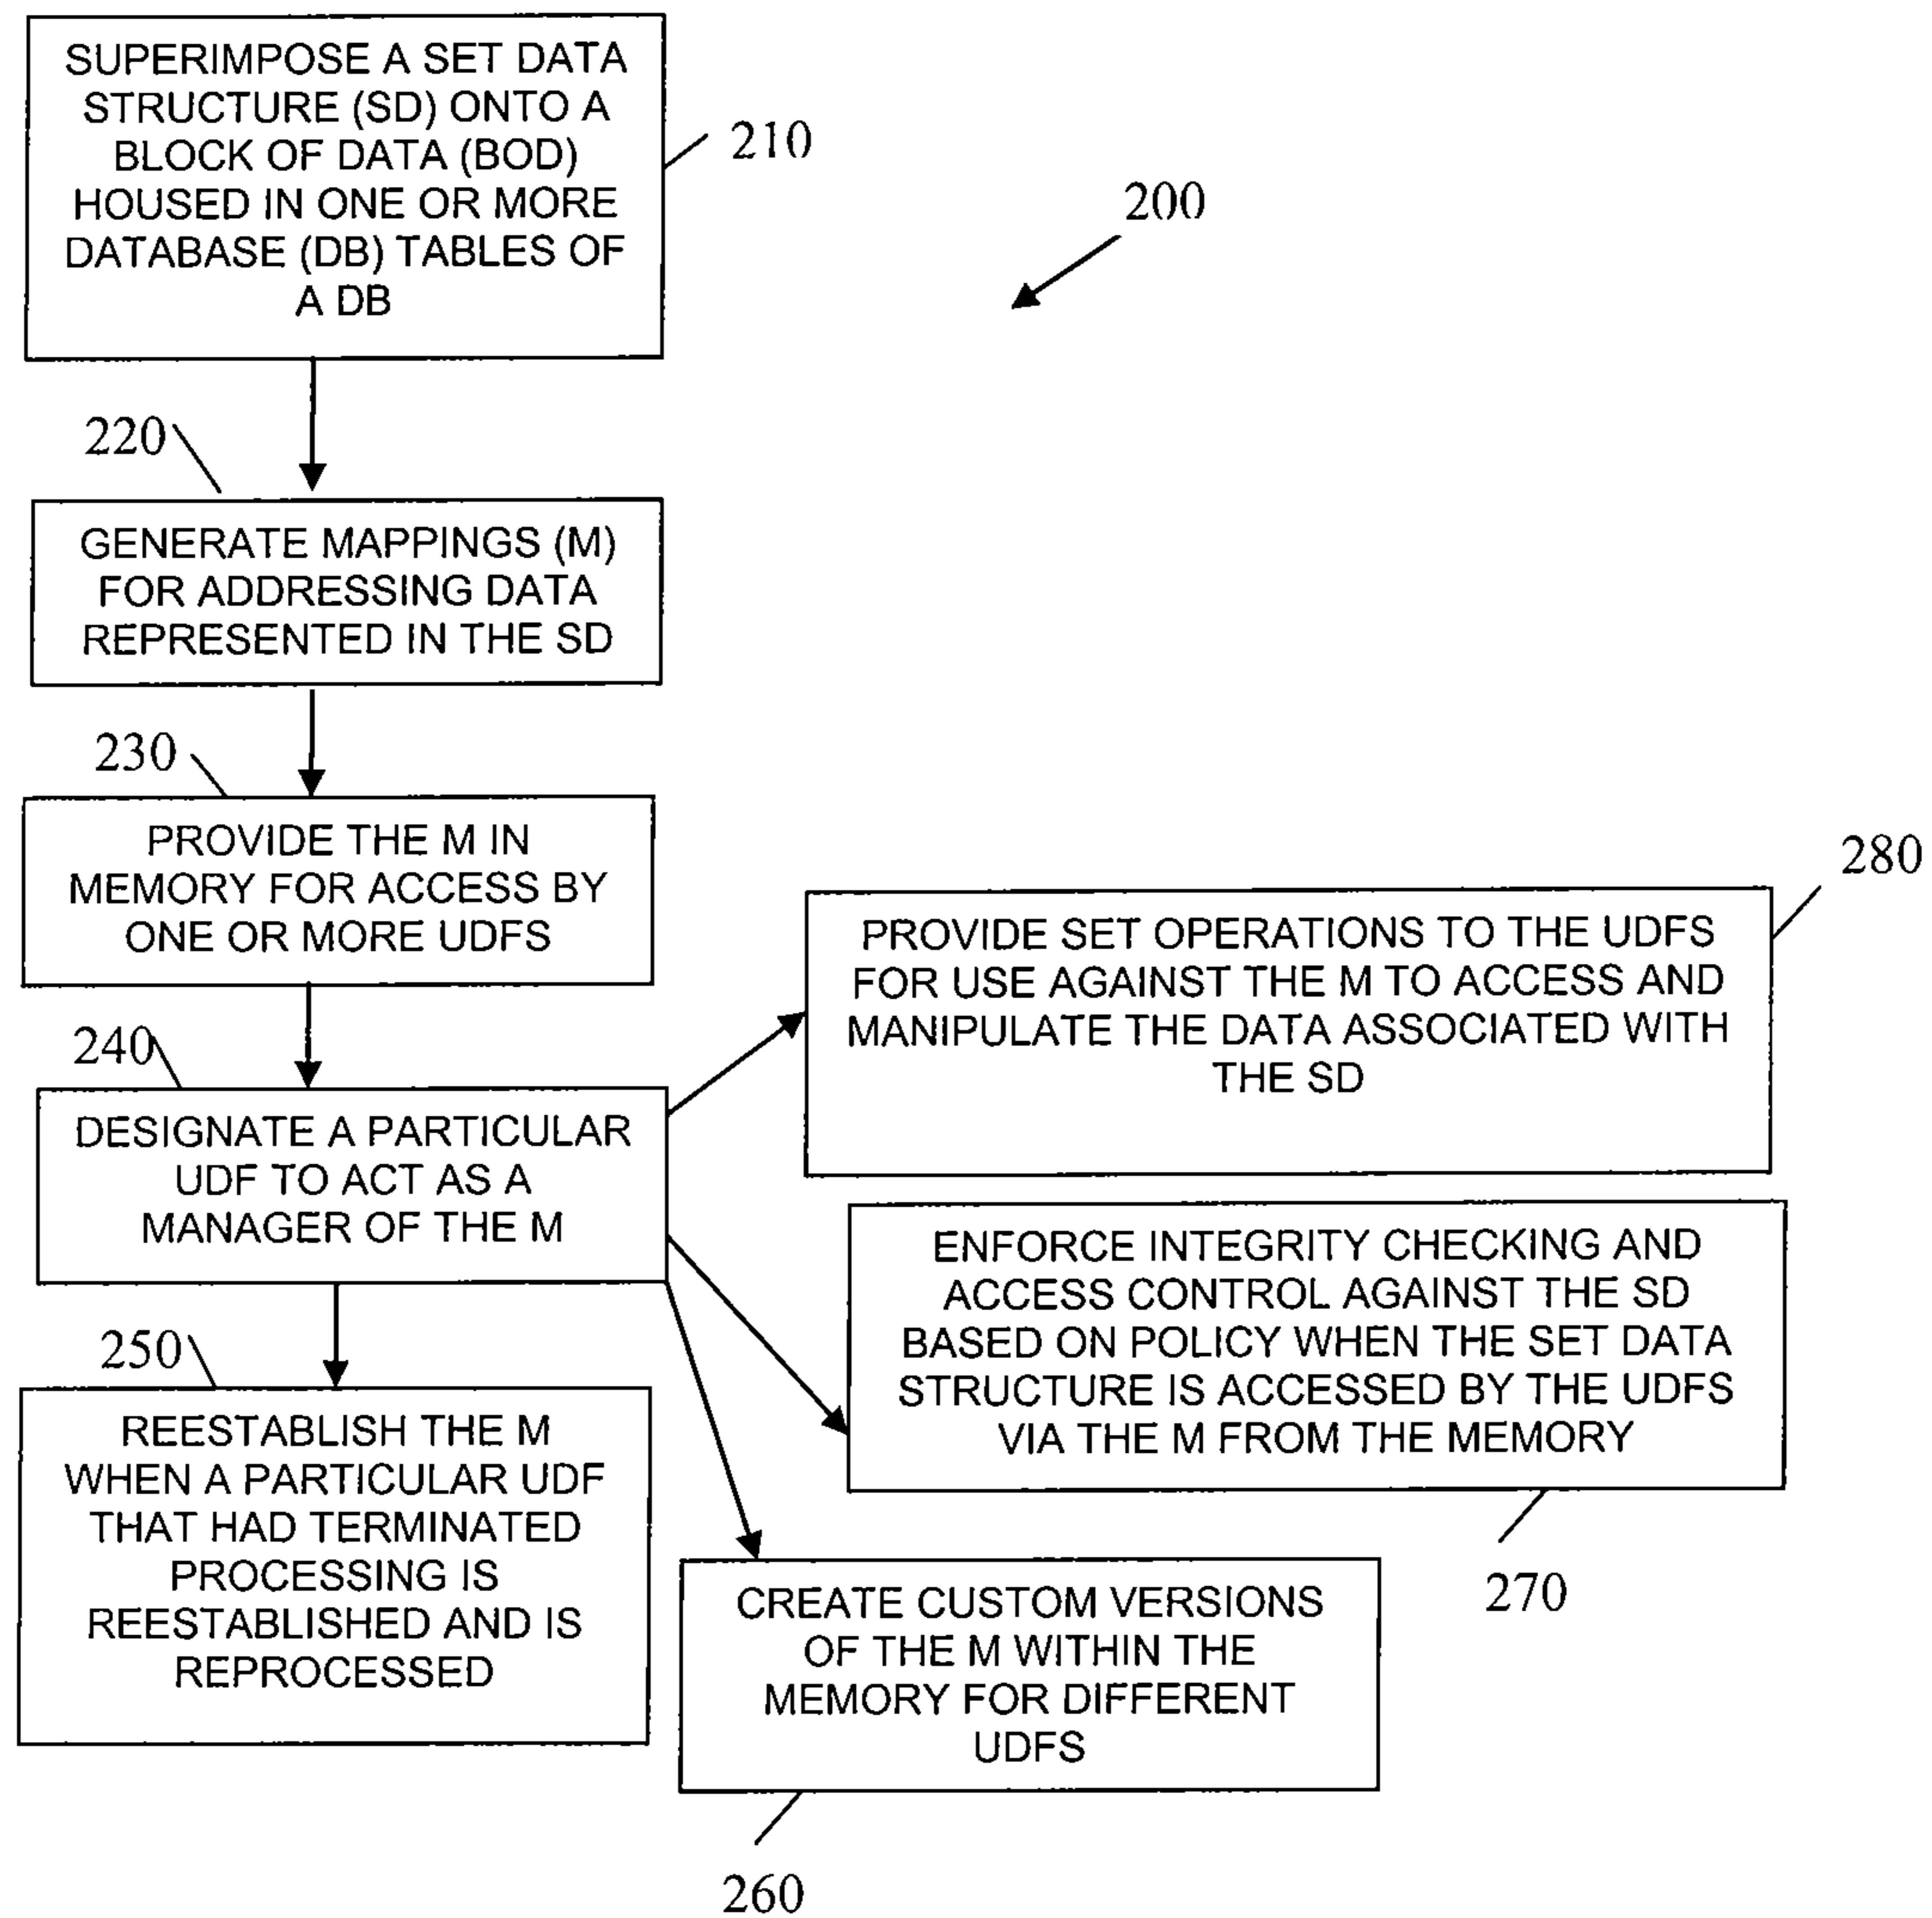 SUPERIMPOSE A SET DATA
STRUCTURE (SD) ONTO A
BLOCK OF DATA (BOD)
HOUSED IN ONE OR MORE
DATABASE (DB) TABLES OF
A DB
210
200
220
GENERATE MAPPINGS (M)
FOR ADDRESSING DATA
REPRESENTED IN THE SD
230
PROVIDE THE M IN
MEMORY FOR ACCESS BY
ONE OR MORE UDFS
240
DESIGNATE A PARTICULAR
UDF TO ACT AS A
MANAGER OF THE M
250
REESTABLISH THE M
WHEN A PARTICULAR UDF
THAT HAD TERMINATED
PROCESSING IS
REESTABLISHED AND IS
REPROCESSED
280
PROVIDE SET OPERATIONS TO THE UDFS
FOR USE AGAINST THE M TO ACCESS AND
MANIPULATE THE DATA ASSOCIATED WITH
THE SD
ENFORCE INTEGRITY CHECKING AND
ACCESS CONTROL AGAINST THE SD
BASED ON POLICY WHEN THE SET DATA
STRUCTURE IS ACCESSED BY THE UDFS
VIA THE M FROM THE MEMORY
270
CREATE CUSTOM VERSIONS
OF THE M WITHIN THE
MEMORY FOR DIFFERENT
UDFS
260